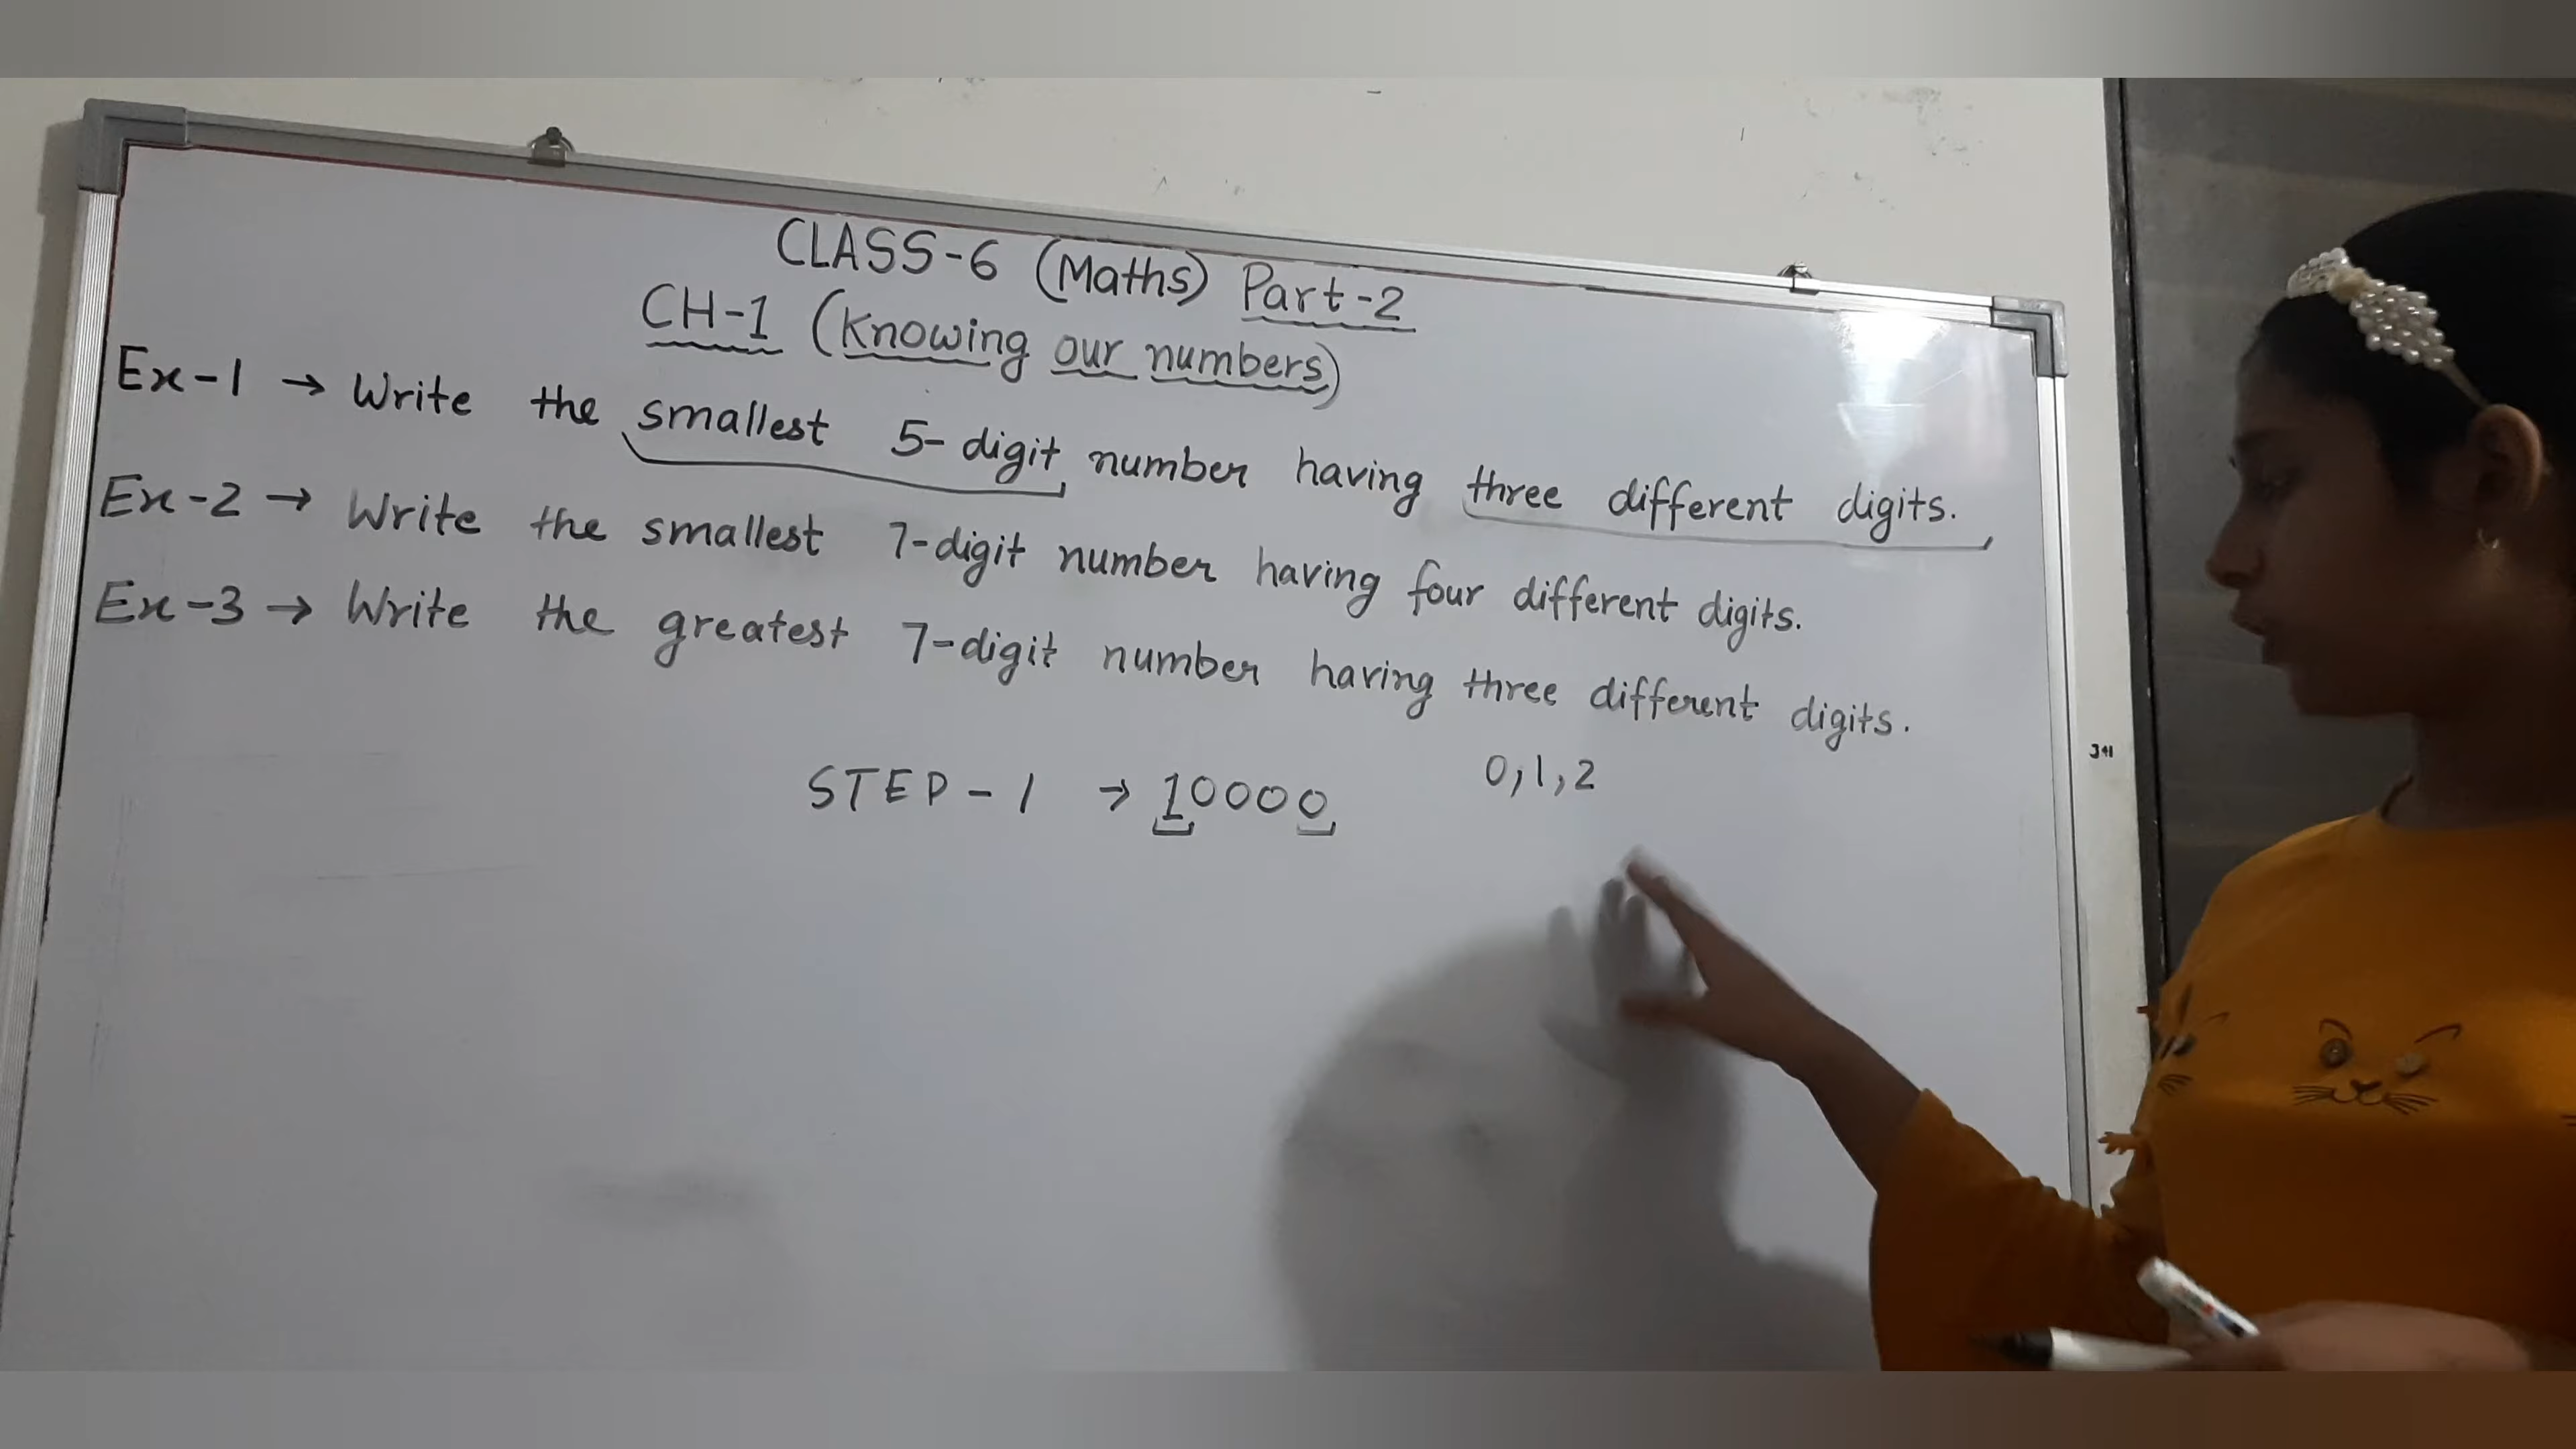 CLASS-6 (Maths) Part-2
CH-1 (Knowing our numbers)
Ex-1 → Write the smallest 5-digit number having three different digits.
Ex-2 → Write the smallest 7-digit number having four different digits.
Ex-3 → Write the greatest 7-digit number having three different digits.
STEP-1 → 10000 0,1,2